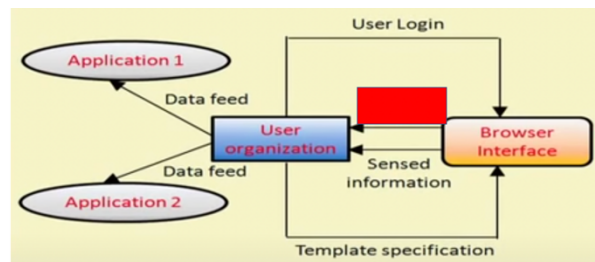 User Login
Application 1
Data feed
User
organization
Browser
Interface
Data feed
Sensed
information
Application 2
Template specification